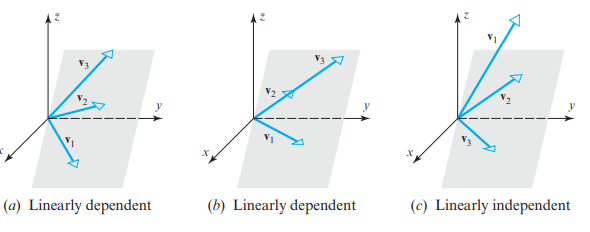 z z z
v3 v3 v1
v2 y v2 y v2 y
v1 v1 v3
x x x
(a) Linearly dependent (b) Linearly dependent (c) Linearly independent